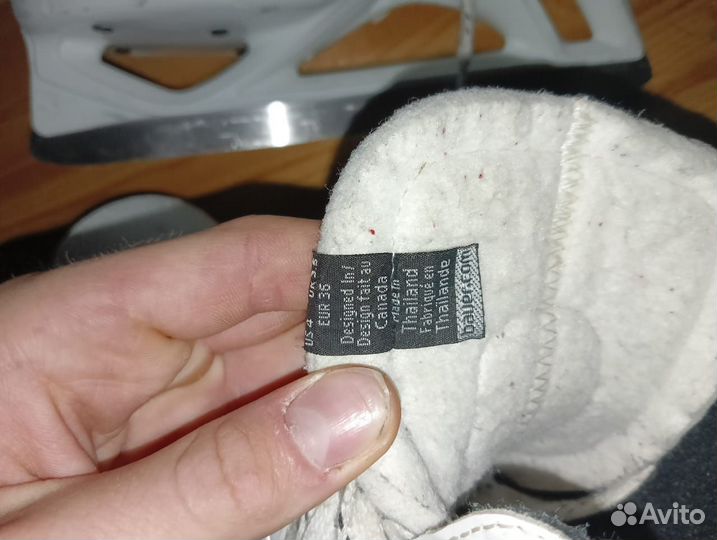 US 4 UK 3.5
EUR 36
Designed In/
Design fait au
Canada
Made In
Thailand
Fabriqué en
Thaïlande
bauer.com
Avito